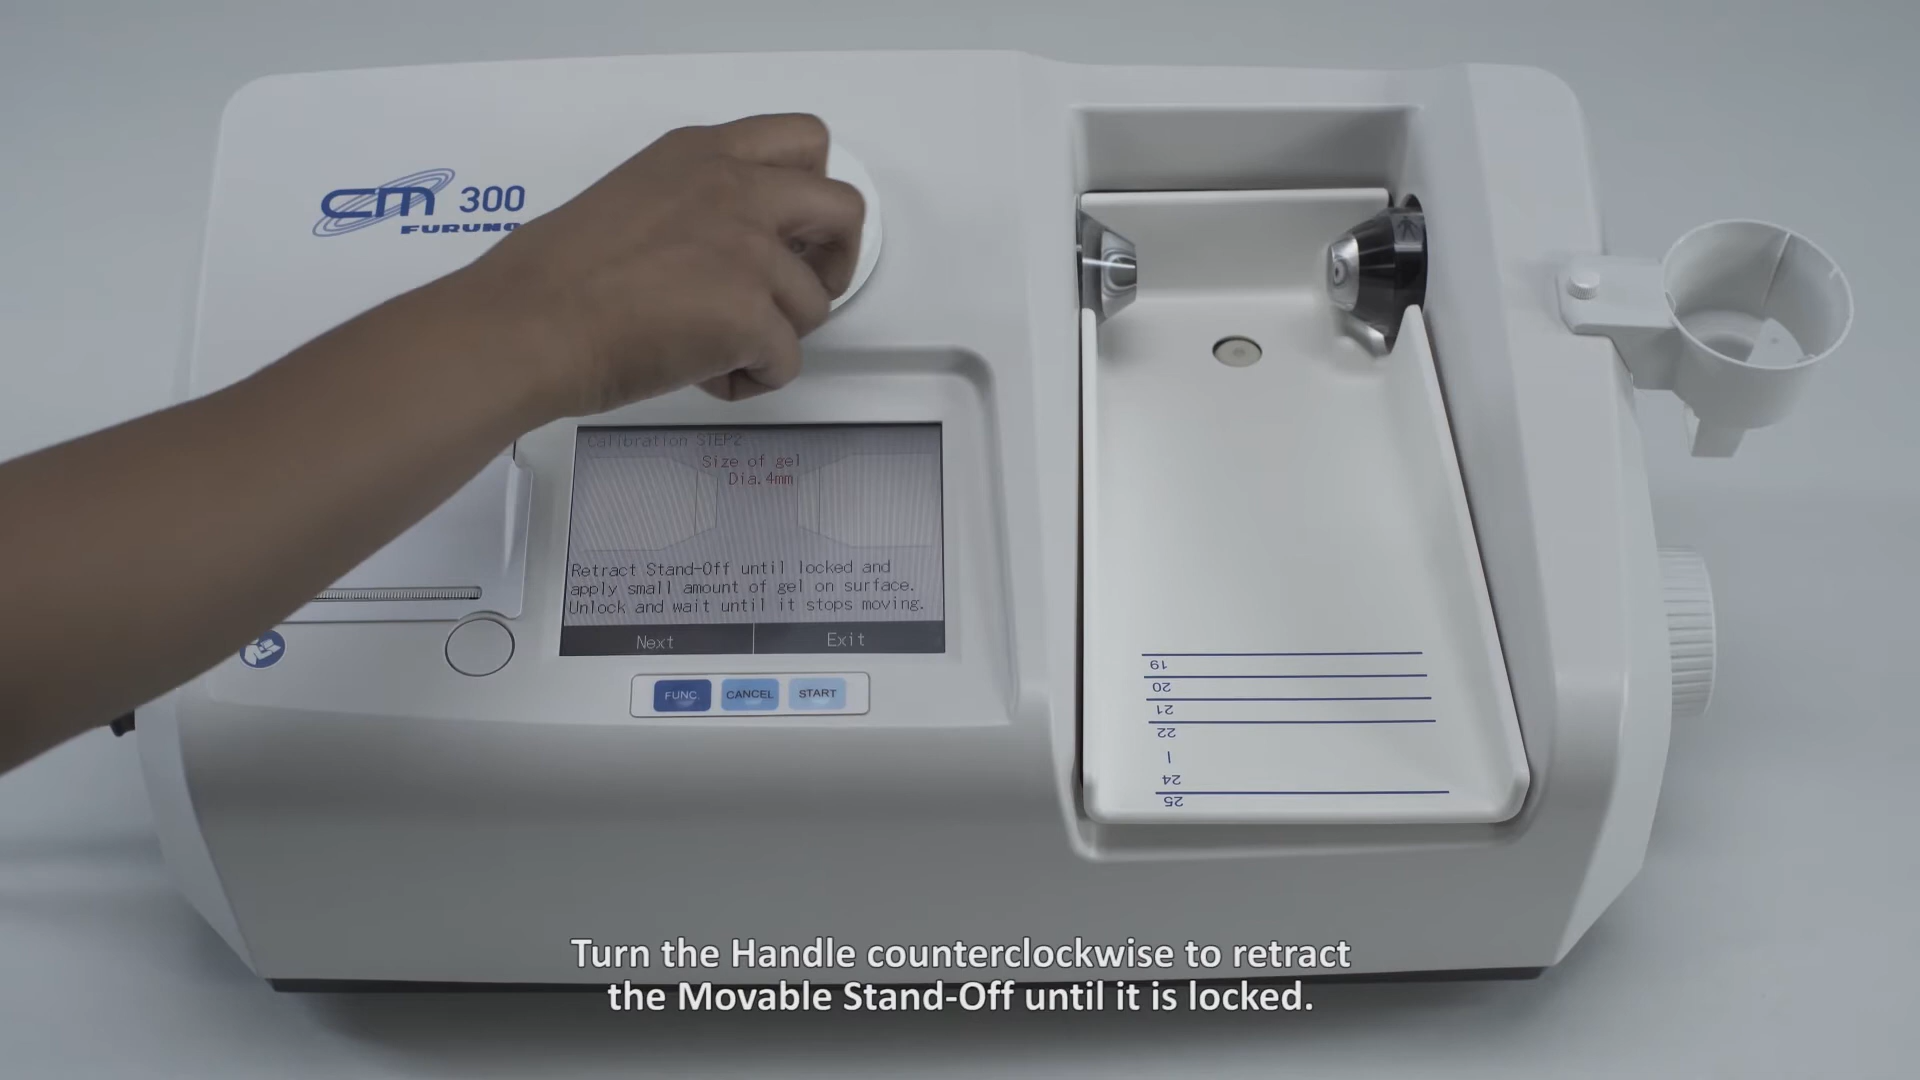 cm 300
FURUNO
Calibration STEP2
Size of gel
Dia.4mm
Retract Stand-Off until locked and
apply small amount of gel on surface.
Unlock and wait until it stops moving.
Next Exit
FUNC. CANCEL START
19
20
21
22
24
25
Turn the Handle counterclockwise to retract
the Movable Stand-Off until it is locked.